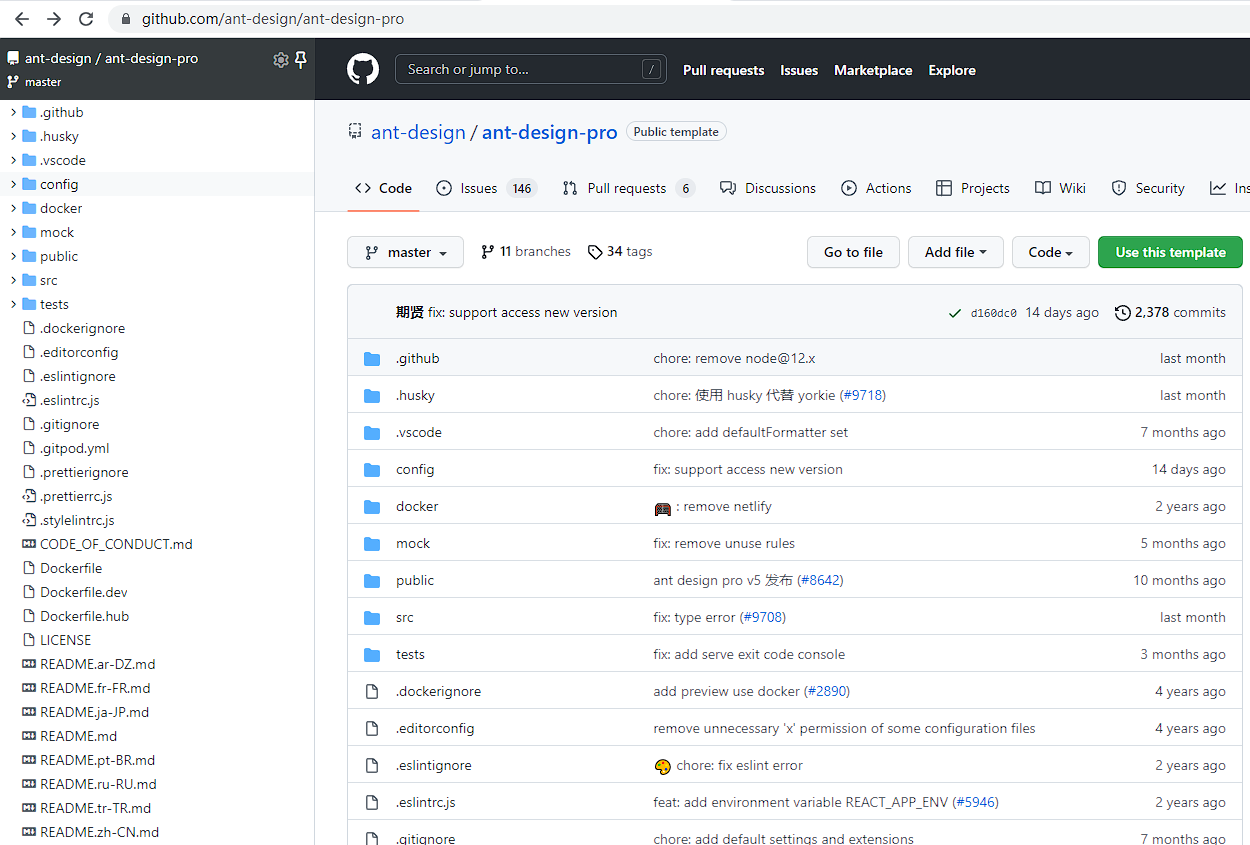 github.com/ant-design/ant-design-pro
ant-design / ant-design-pro
master
.github
.husky
.vscode
config
docker
mock
public
src
tests
.dockerignore
.editorconfig
.eslintignore
.eslintrc.js
.gitignore
.gitpod.yml
.prettierignore
.prettierrc.js
.stylelintrc.js
CODE_OF_CONDUCT.md
Dockerfile
Dockerfile.dev
Dockerfile.hub
LICENSE
README.ar-DZ.md
README.fr-FR.md
README.ja-JP.md
README.md
README.pt-BR.md
README.ru-RU.md
README.tr-TR.md
README.zh-CN.md
Search or jump to... / Pull requests Issues Marketplace Explore
ant-design / ant-design-pro Public template
<> Code Issues 146 Pull requests 6 Discussions Actions Projects Wiki Security Ins
master 11 branches 34 tags Go to file Add file Code Use this template
期贤 fix: support access new version d160dc0 14 days ago 2,378 commits
.github chore: remove node@12.x last month
.husky chore: 使用 husky 代替 yorkie (#9718) last month
.vscode chore: add defaultFormatter set 7 months ago
config fix: support access new version 14 days ago
docker : remove netlify 2 years ago
mock fix: remove unuse rules 5 months ago
public ant design pro v5 发布 (#8642) 10 months ago
src fix: type error (#9708) last month
tests fix: add serve exit code console 3 months ago
.dockerignore add preview use docker (#2890) 4 years ago
.editorconfig remove unnecessary 'x' permission of some configuration files 4 years ago
.eslintignore chore: fix eslint error 2 years ago
.eslintrc.js feat: add environment variable REACT_APP_ENV (#5946) 2 years ago
.gitignore chore: add default settings and extensions 7 months ago